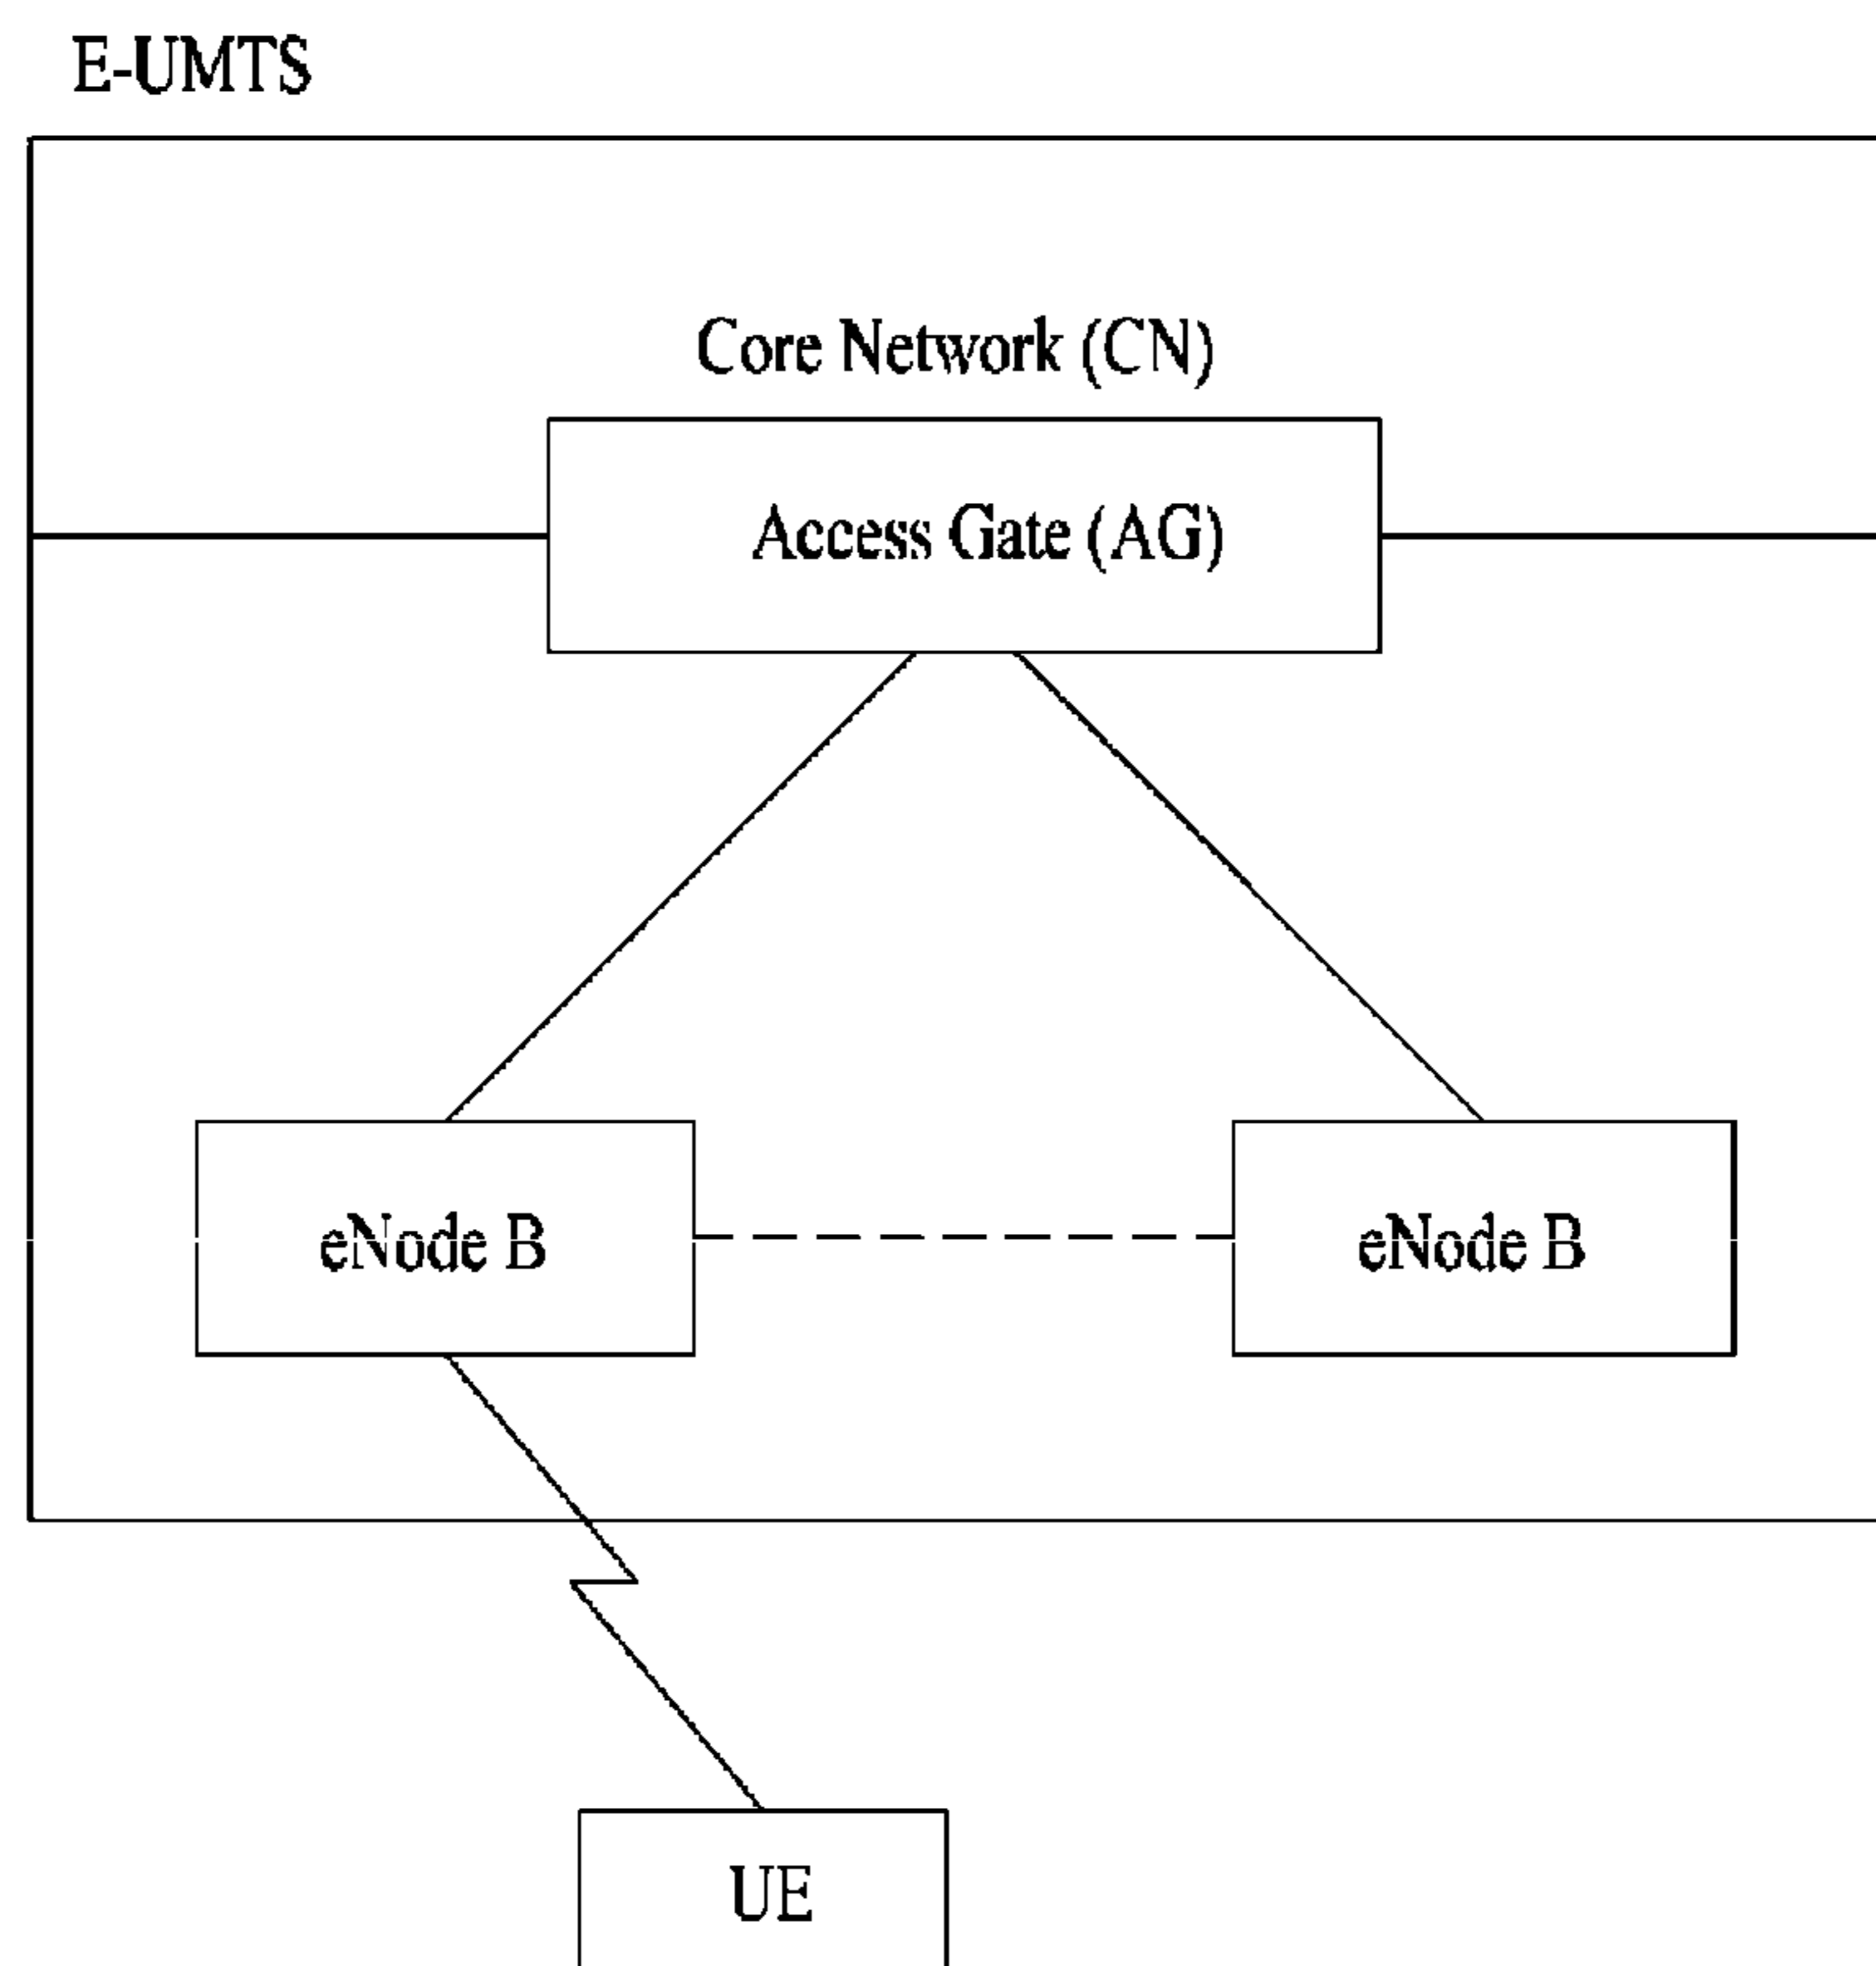 E-UMTS
Core Network (CN)
Access Gate (AG)
eNode B
eNode B
UE